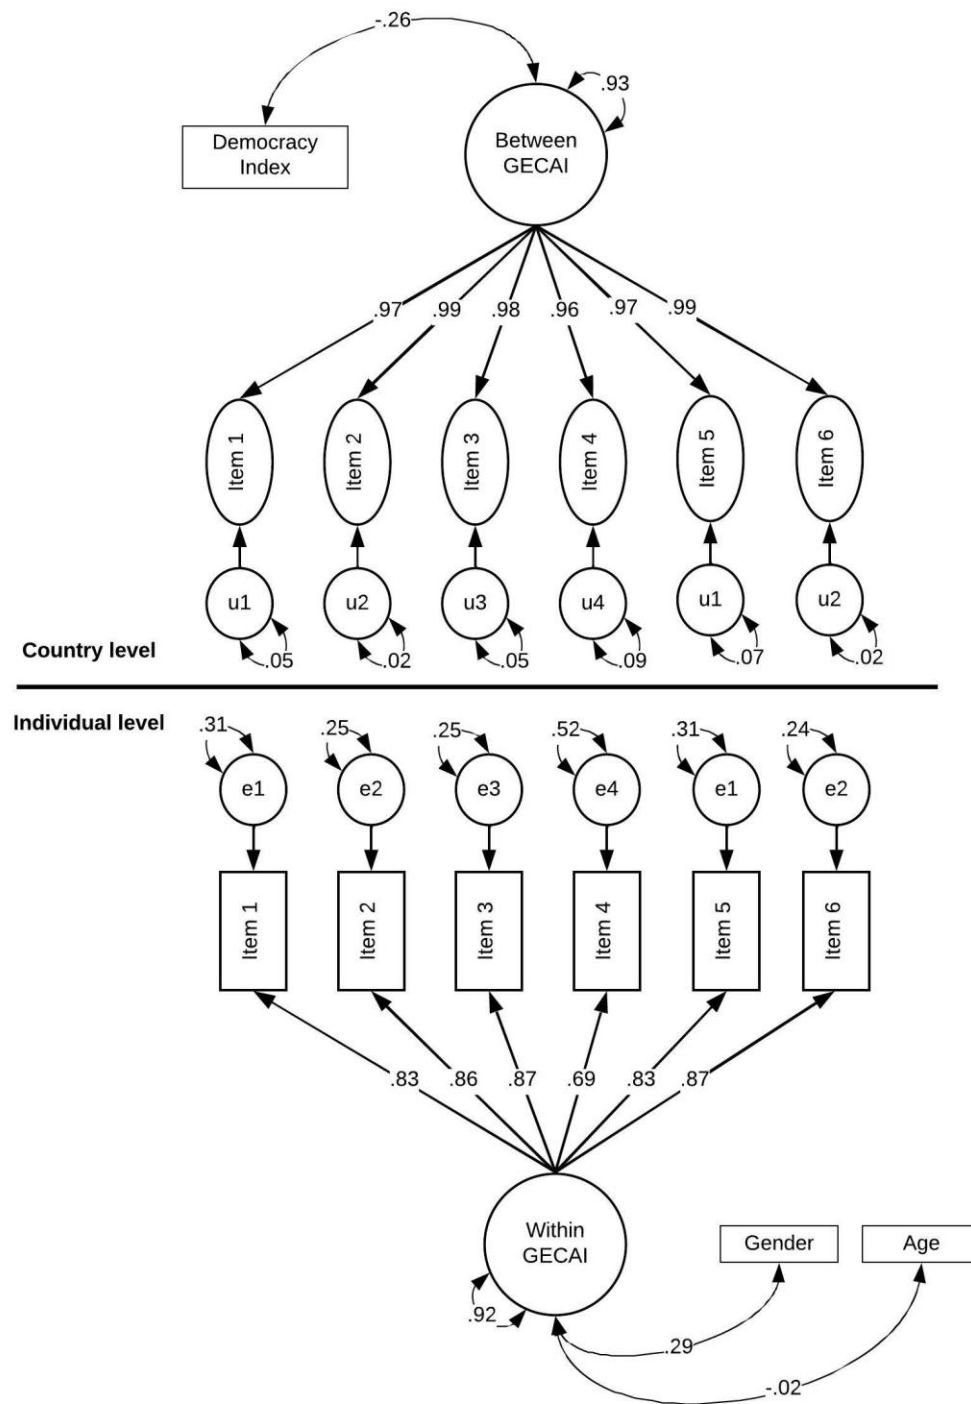 -.26
.93
Democracy
Index
Between
GECAI
.97 .99 .98 .96 .97 .99
Item 1 Item 2 Item 3 Item 4 Item 5 Item 6
u1 u2 u3 u4 u1 u2
Country level
.05 .02 .05 .09 .07 .02
Individual level
.31 .25 .25 .52 .31 .24
e1 e2 e3 e4 e1 e2
Item 1 Item 2 Item 3 Item 4 Item 5 Item 6
.83 .86 .87 .69 .83 .87
Within
GECAI
Gender Age
.92
.29
-.02